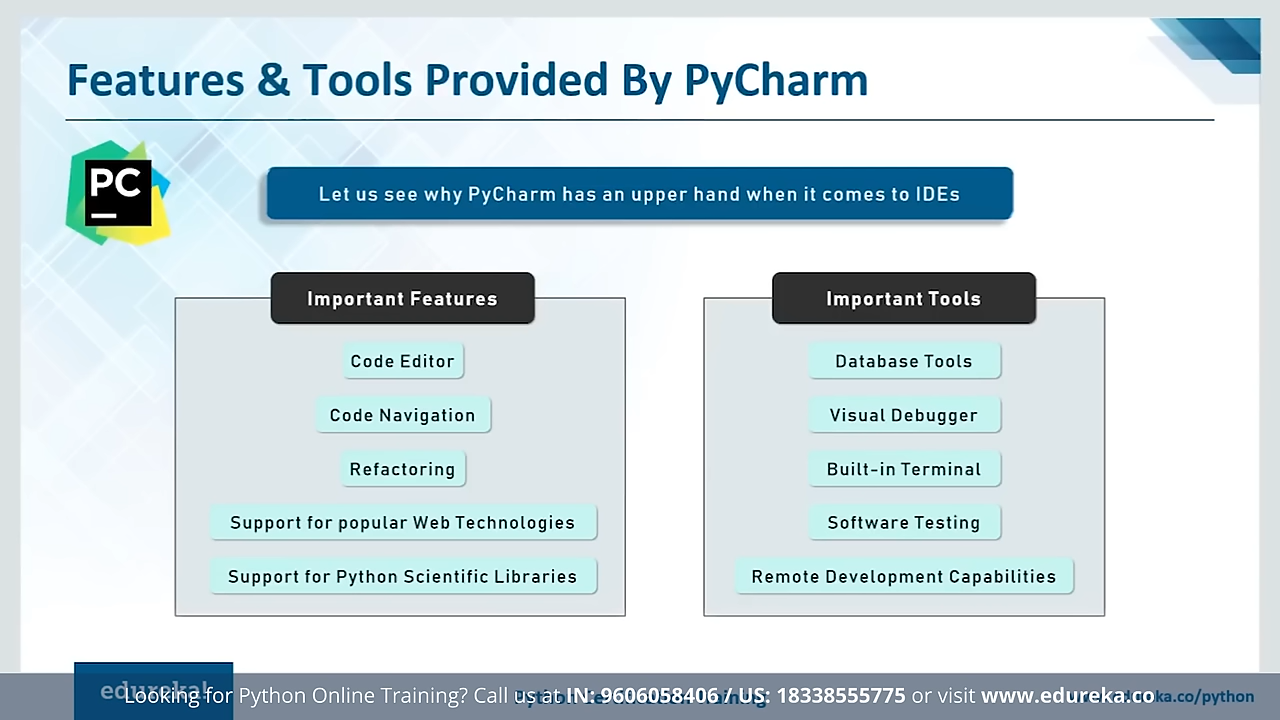 Features & Tools Provided By PyCharm
PC
Let us see why PyCharm has an upper hand when it comes to IDEs
Important Features
Code Editor
Code Navigation
Refactoring
Support for popular Web Technologies
Support for Python Scientific Libraries
Important Tools
Database Tools
Visual Debugger
Built-in Terminal
Software Testing
Remote Development Capabilities
edureka!
Looking for Python Online Training? Call us at IN: 9606058406 / US: 18338555775 or visit www.edureka.co